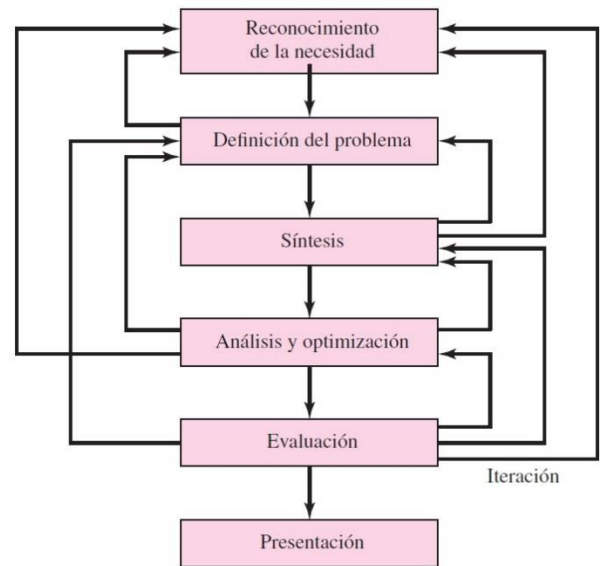 Reconocimiento
de la necesidad
Definición del problema
Síntesis
Análisis y optimización
Evaluación
Iteración
Presentación